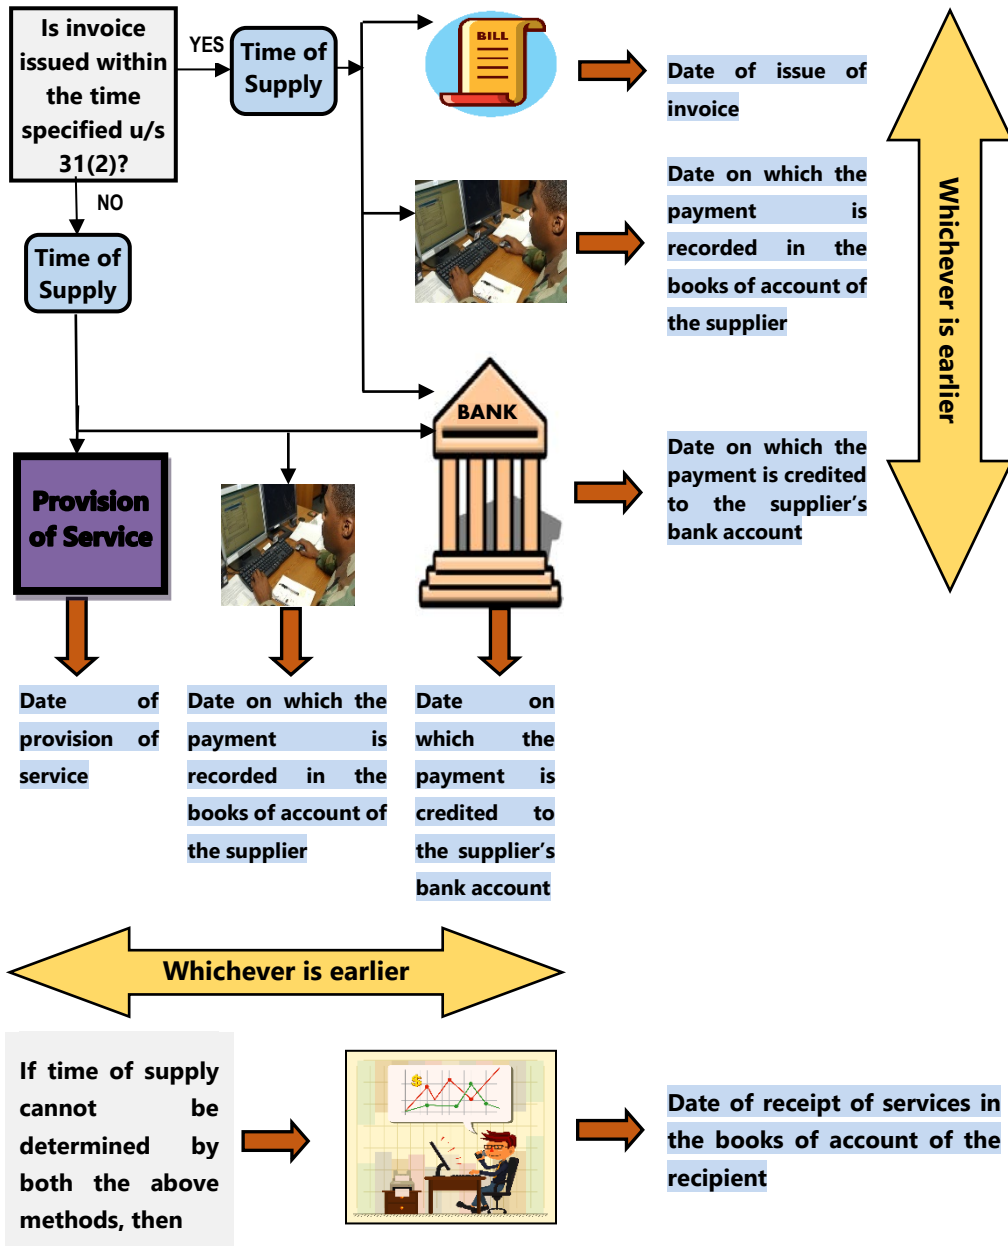 Is invoice
issued within
the time
specified u/s
31(2)?
YES
Time of
Supply
BILL
Date of issue of
invoice
NO
Time of
Supply
Date on which the
payment is
recorded in the
books of account of
the supplier
Whichever is earlier
BANK
Date on which the
payment is credited
to the supplier's
bank account
Provision
of Service
Date of
provision of
service
Date on which the
payment is
recorded in the
books of account of
the supplier
Date on
which the
payment is
credited to
the supplier's
bank account
Whichever is earlier
If time of supply
cannot be
determined by
both the above
methods, then
$
Date of receipt of services in
the books of account of the
recipient